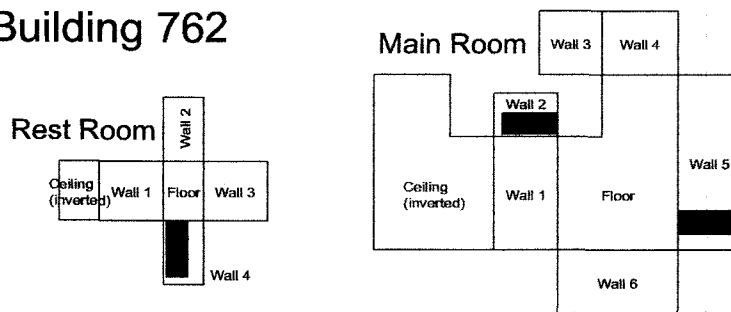 Building 762
Main Room
Wall 3
Wall 4
Rest Room
Wall 2
Ceiling
(inverted)
Wall 1
Floor
Wall 3
Wall 4
Wall 2
Ceiling
(inverted)
Wall 1
Floor
Wall 5
Wall 6